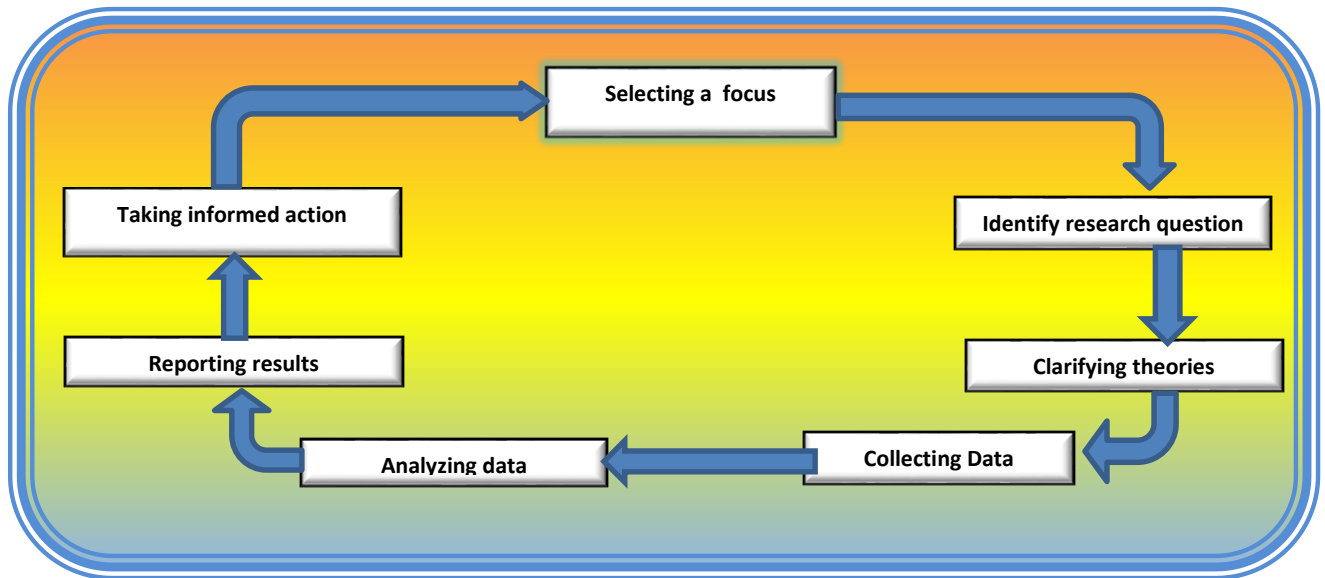 Selecting a focus
Identify research question
Clarifying theories
Collecting Data
Analyzing data
Reporting results
Taking informed action